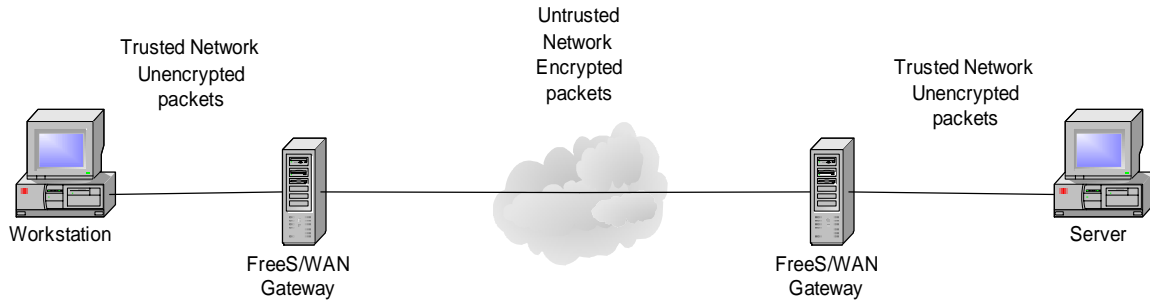 Trusted Network
Unencrypted
packets
Untrusted
Network
Encrypted
packets
Trusted Network
Unencrypted
packets
Workstation
FreeS/WAN
Gateway
FreeS/WAN
Gateway
Server